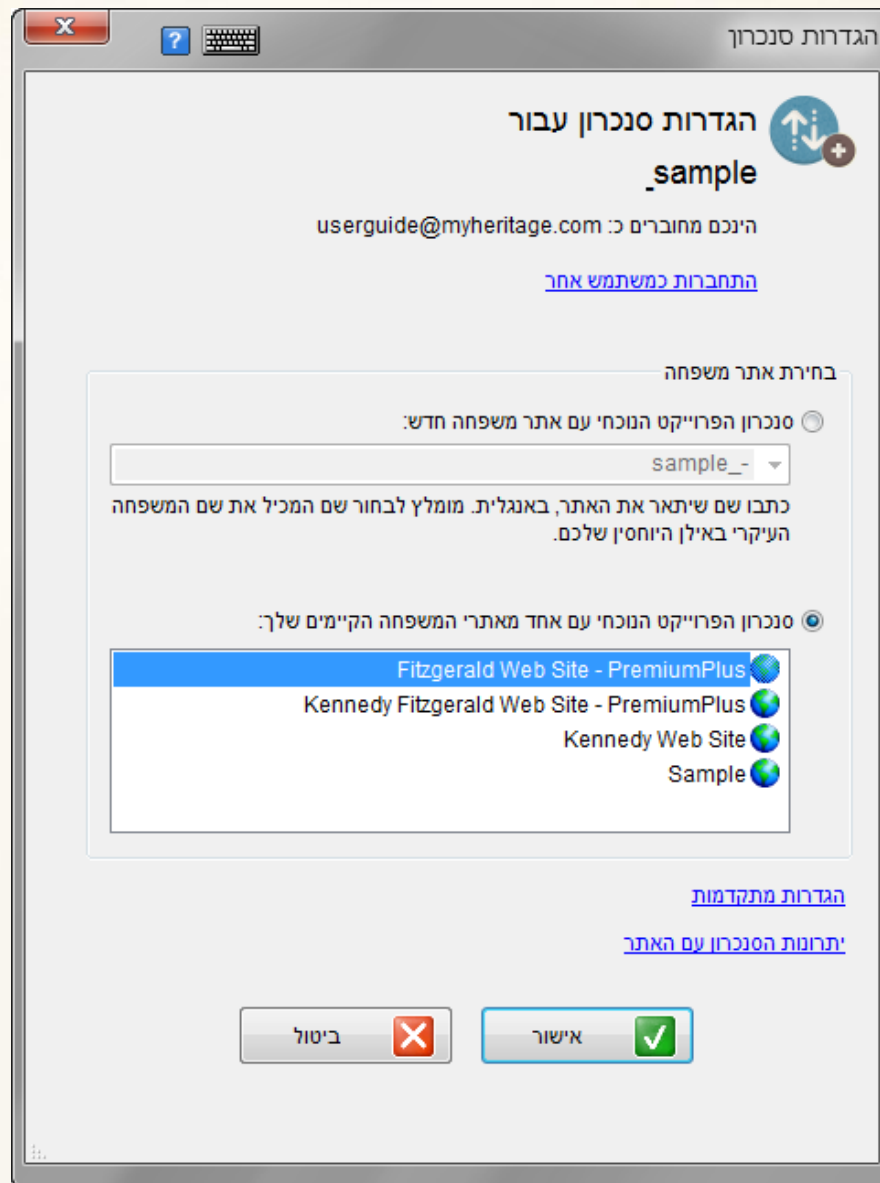 הגדרות סנכרון
הגדרות סנכרון עבור
sample_
הינכם מחוברים כ: userguide@myheritage.com
התחברות כמשתמש אחר
בחירת אתר משפחה
סנכרון הפרוייקט הנוכחי עם אתר משפחה חדש:
sample_-
כתבו שם שיתאר את האתר, באנגלית. מומלץ לבחור שם המכיל את שם המשפחה
העיקרי באילן היוחסין שלכם.
סנכרון הפרוייקט הנוכחי עם אחד מאתרי המשפחה הקיימים שלך:
Fitzgerald Web Site - PremiumPlus
Kennedy Fitzgerald Web Site - PremiumPlus
Kennedy Web Site
Sample
הגדרות מתקדמות
יתרונות הסנכרון עם האתר
אישור
ביטול